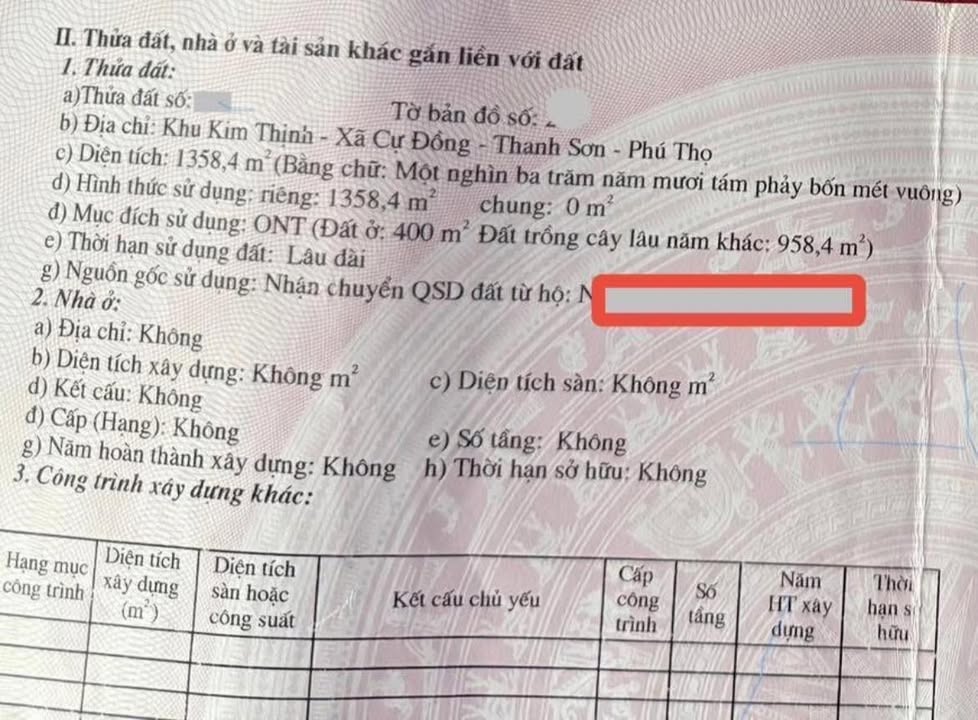 II. Thửa đất, nhà ở và tài sản khác gắn liền với đất
1. Thửa đất:
a)Thửa đất số: Tờ bản đồ số:
b) Địa chỉ: Khu Kim Thịnh - Xã Cự Đồng - Thanh Sơn - Phú Thọ
c) Diện tích: 1358,4 m² (Bằng chữ: Một nghìn ba trăm năm mươi tám phảy bốn mét vuông)
d) Hình thức sử dụng: riêng: 1358,4 m² chung: 0 m²
đ) Mục đích sử dụng: ONT (Đất ở: 400 m² Đất trồng cây lâu năm khác: 958,4 m²)
e) Thời hạn sử dụng đất: Lâu dài
g) Nguồn gốc sử dụng: Nhận chuyển QSD đất từ hộ: N
2. Nhà ở:
a) Địa chỉ: Không
b) Diện tích xây dựng: Không m² c) Diện tích sàn: Không m²
d) Kết cấu: Không
đ) Cấp (Hạng): Không e) Số tầng: Không
g) Năm hoàn thành xây dựng: Không h) Thời hạn sở hữu: Không
3. Công trình xáy dựng khác:
Hạng mục công trình
Diện tích xây dựng (m²)
Diện tích sàn hoặc công suất
Kết cấu chủ yếu
Cấp công trình
Số tầng
Năm HT xây dựng
Thời hạn s hữu